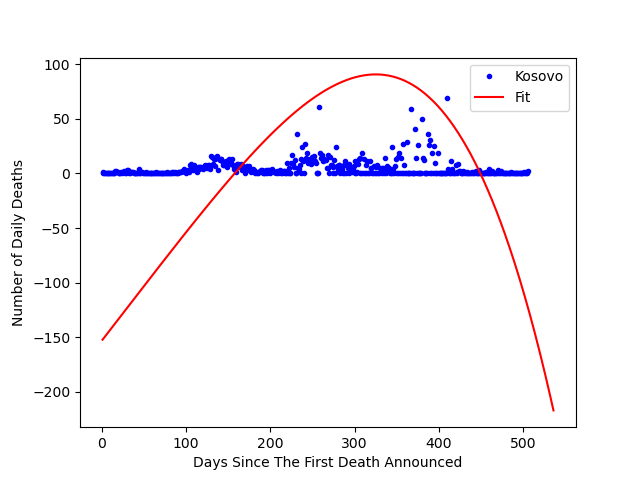 Kosovo
Fit
100
50
0
−50
−100
−150
−200
Number of Daily Deaths
0 100 200 300 400 500
Days Since The First Death Announced